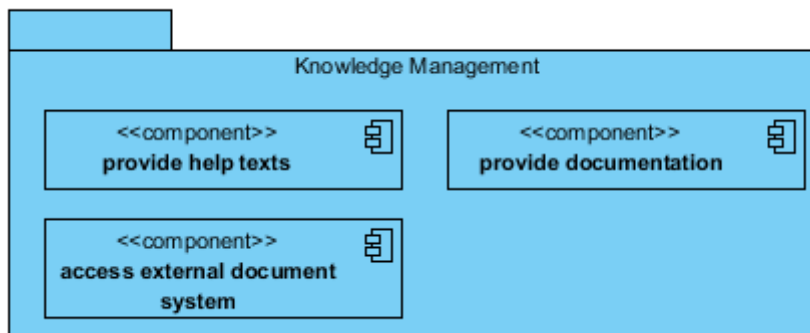 Knowledge Management
<<component>>
provide help texts
<<component>>
provide documentation
<<component>>
access external document
system